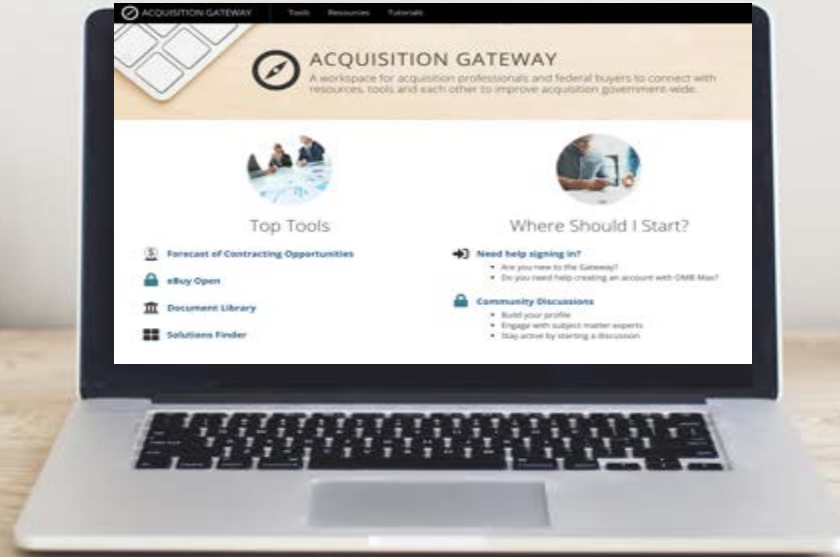 ACQUISITION GATEWAY
Tools Resources Tutorials
ACQUISITION GATEWAY
A workspace for acquisition professionals and federal buyers to connect with
resources, tools and each other to improve acquisition government-wide.
Top Tools
Forecast of Contracting Opportunities
eBuy Open
Document Library
Solutions Finder
Where Should I Start?
Need help signing in?
Are you new to the Gateway?
Do you need help creating an account with OMB Max?
Community Discussions
Build your profile
Engage with subject matter experts
Stay active by starting a discussion